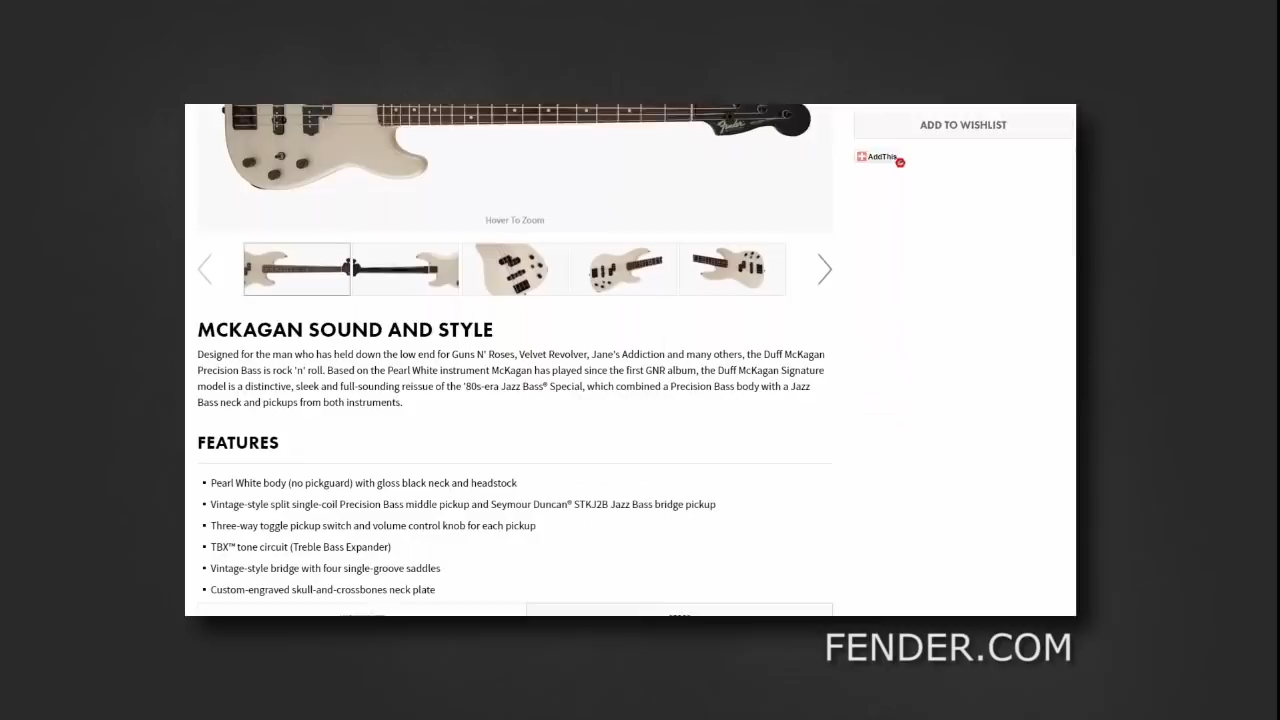 Fender
ADD TO WISHLIST
AddThis
Hover To Zoom
MCKAGAN SOUND AND STYLE
Designed for the man who has held down the low end for Guns N' Roses, Velvet Revolver, Jane's Addiction and many others, the Duff McKagan
Precision Bass is rock 'n' roll. Based on the Pearl White instrument McKagan has played since the first GNR album, the Duff McKagan Signature
model is a distinctive, sleek and full-sounding reissue of the '80s-era Jazz Bass® Special, which combined a Precision Bass body with a Jazz
Bass neck and pickups from both instruments.
FEATURES
▪ Pearl White body (no pickguard) with gloss black neck and headstock
▪ Vintage-style split single-coil Precision Bass middle pickup and Seymour Duncan® STKJ2B Jazz Bass bridge pickup
▪ Three-way toggle pickup switch and volume control knob for each pickup
▪ TBX™ tone circuit (Treble Bass Expander)
▪ Vintage-style bridge with four single-groove saddles
▪ Custom-engraved skull-and-crossbones neck plate
FENDER.COM